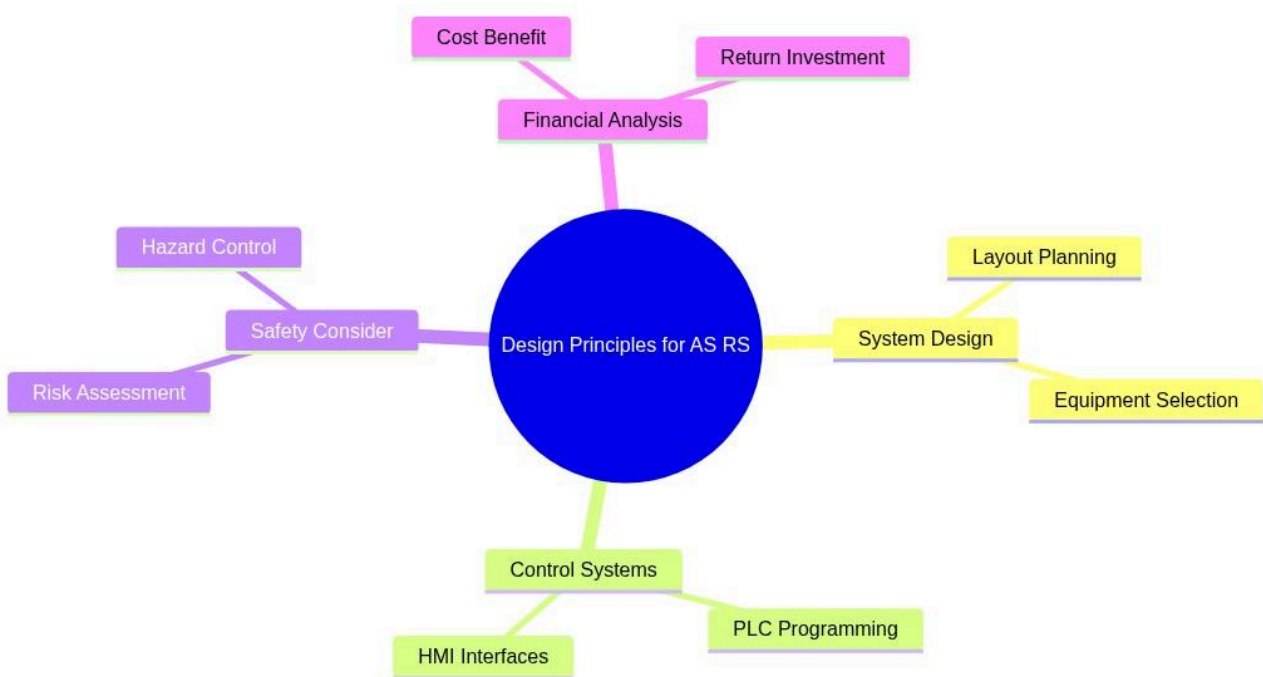 Cost Benefit
Return Investment
Financial Analysis
Hazard Control
Layout Planning
Safety Consider
Design Principles for AS RS
System Design
Risk Assessment
Equipment Selection
Control Systems
PLC Programming
HMI Interfaces